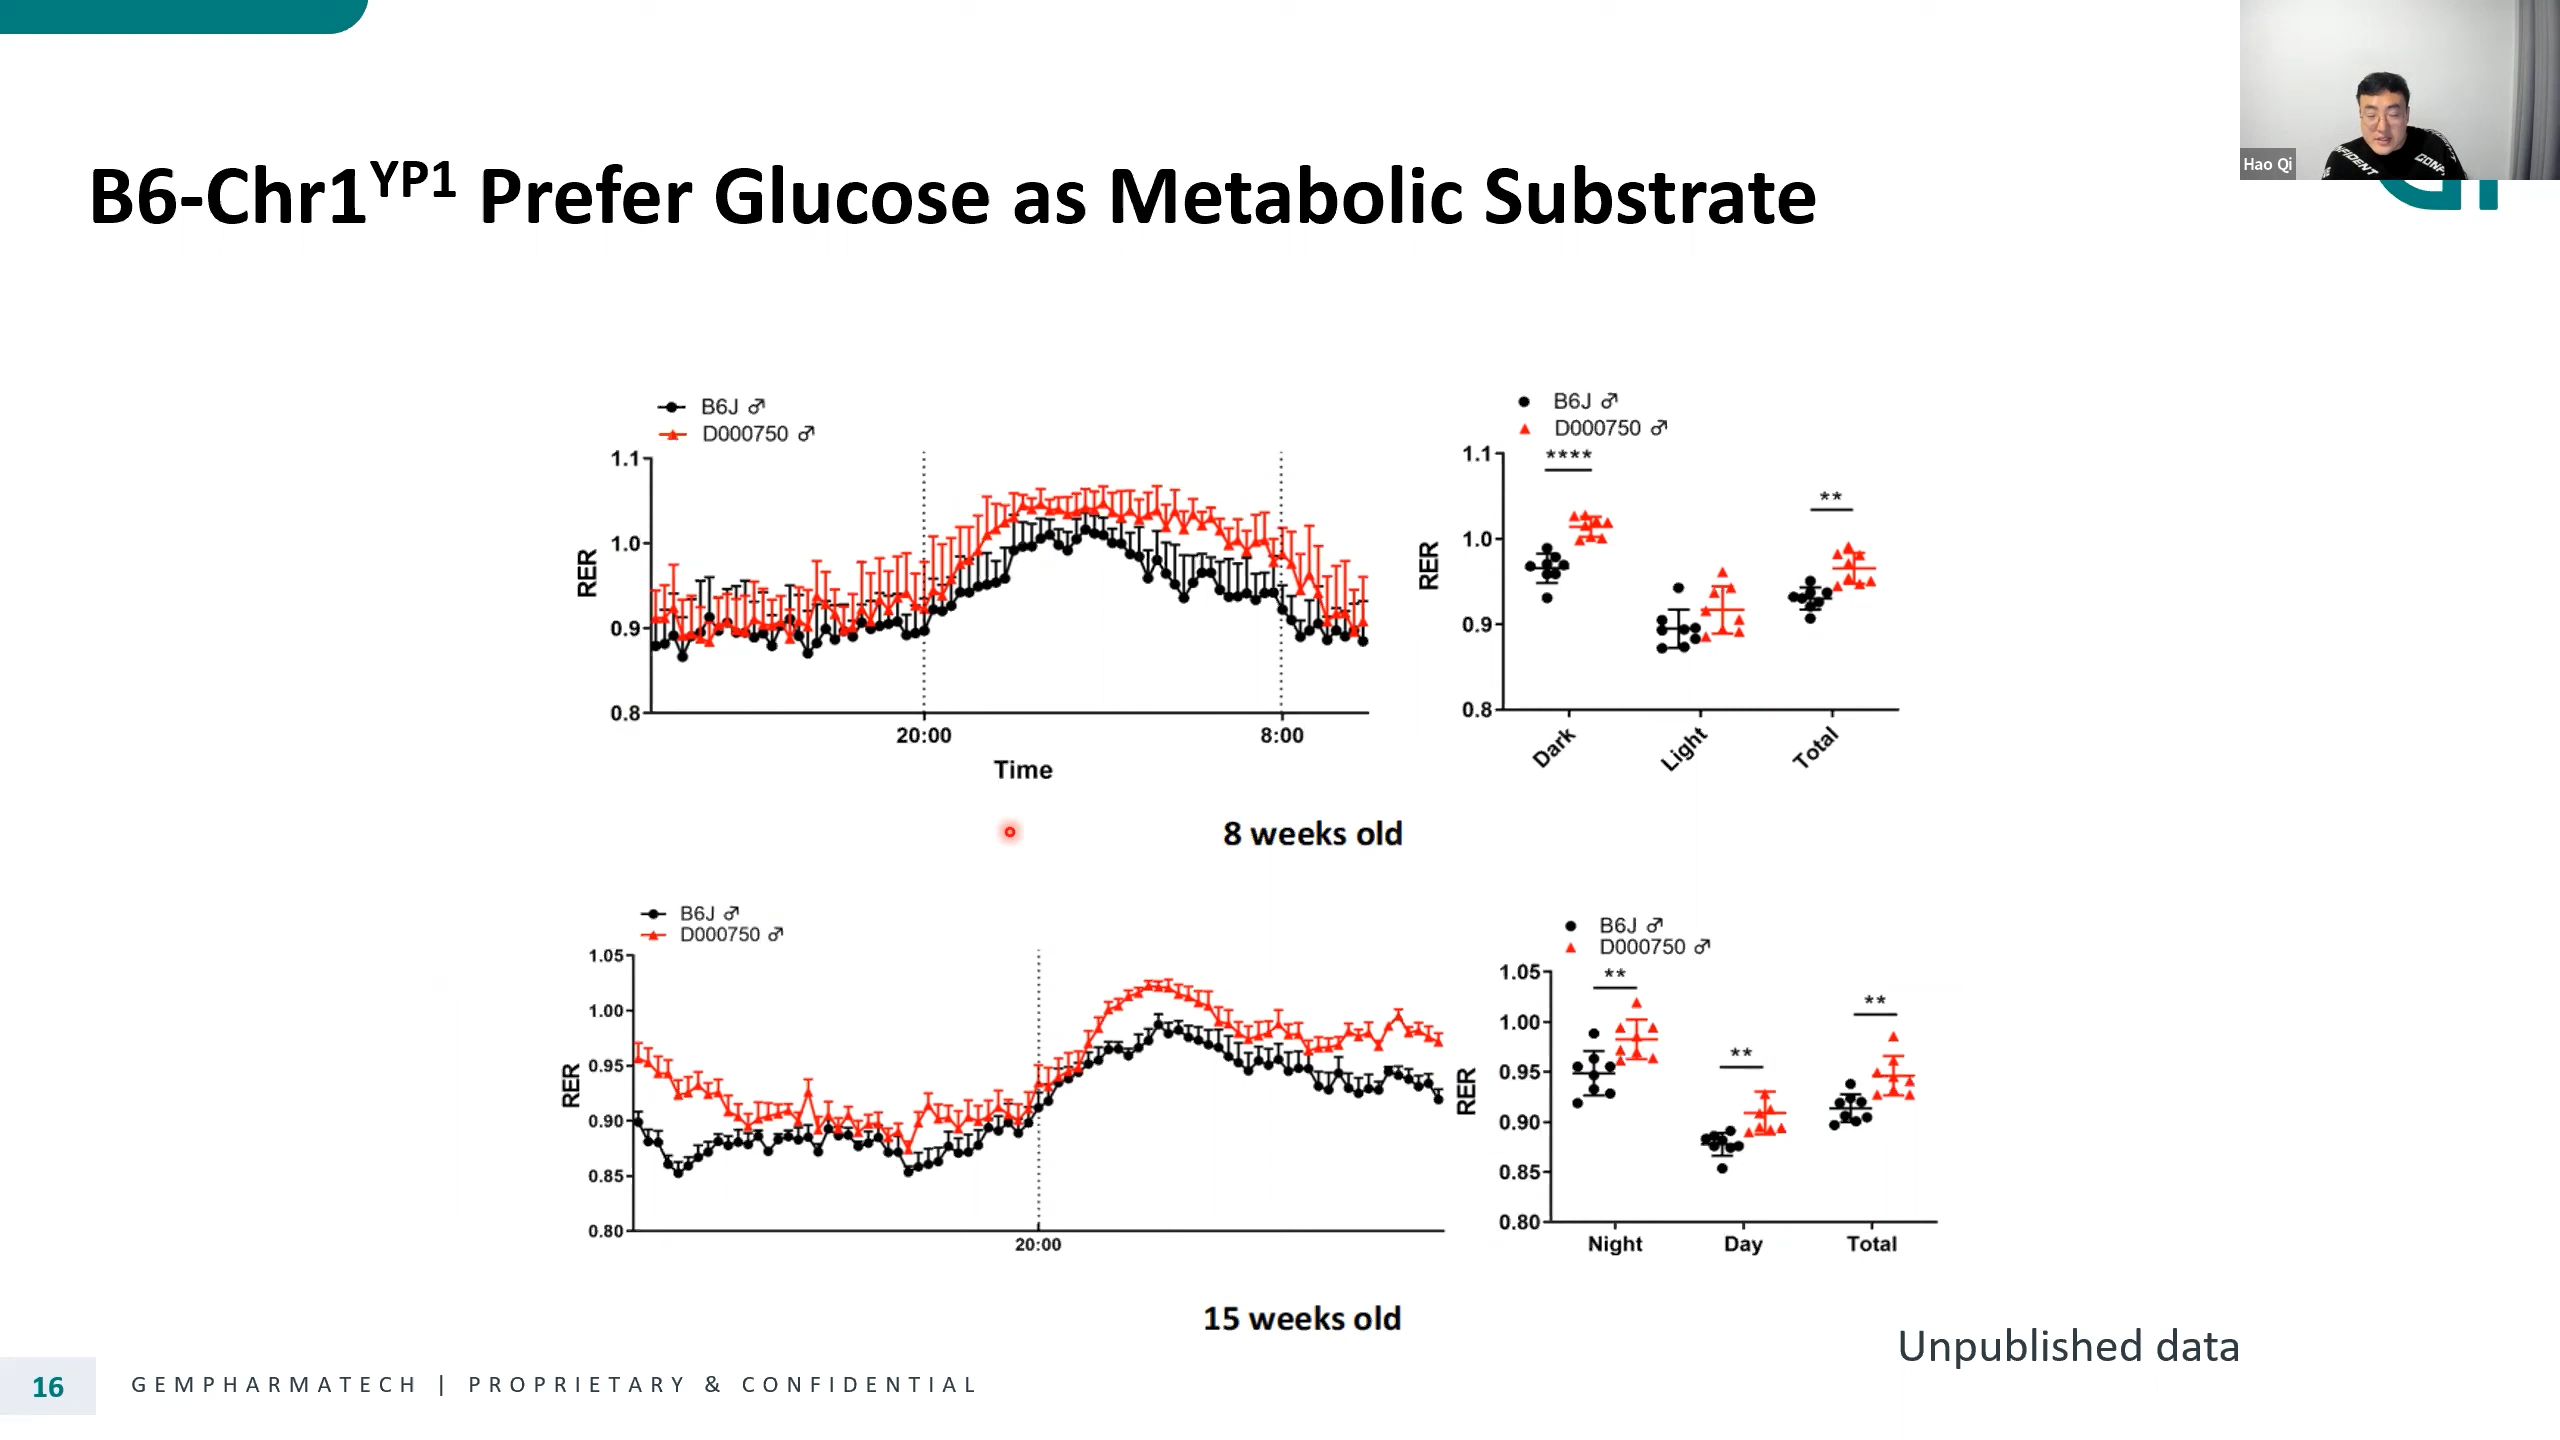 B6-Chr1YP1 Prefer Glucose as Metabolic Substrate
Hao Qi
B6J ♂
D000750 ♂
1.1
1.0
0.9
0.8
RER
20:00
8:00
Time
B6J ♂
D000750 ♂
1.1
1.0
0.9
0.8
RER
****
**
Dark
Light
Total
8 weeks old
B6J ♂
D000750 ♂
1.05
1.00
0.95
0.90
0.85
0.80
RER
20:00
B6J ♂
D000750 ♂
1.05
1.00
0.95
0.90
0.85
0.80
RER
**
**
**
Night
Day
Total
15 weeks old
Unpublished data
16
GEMPHARMATECH | PROPRIETARY & CONFIDENTIAL